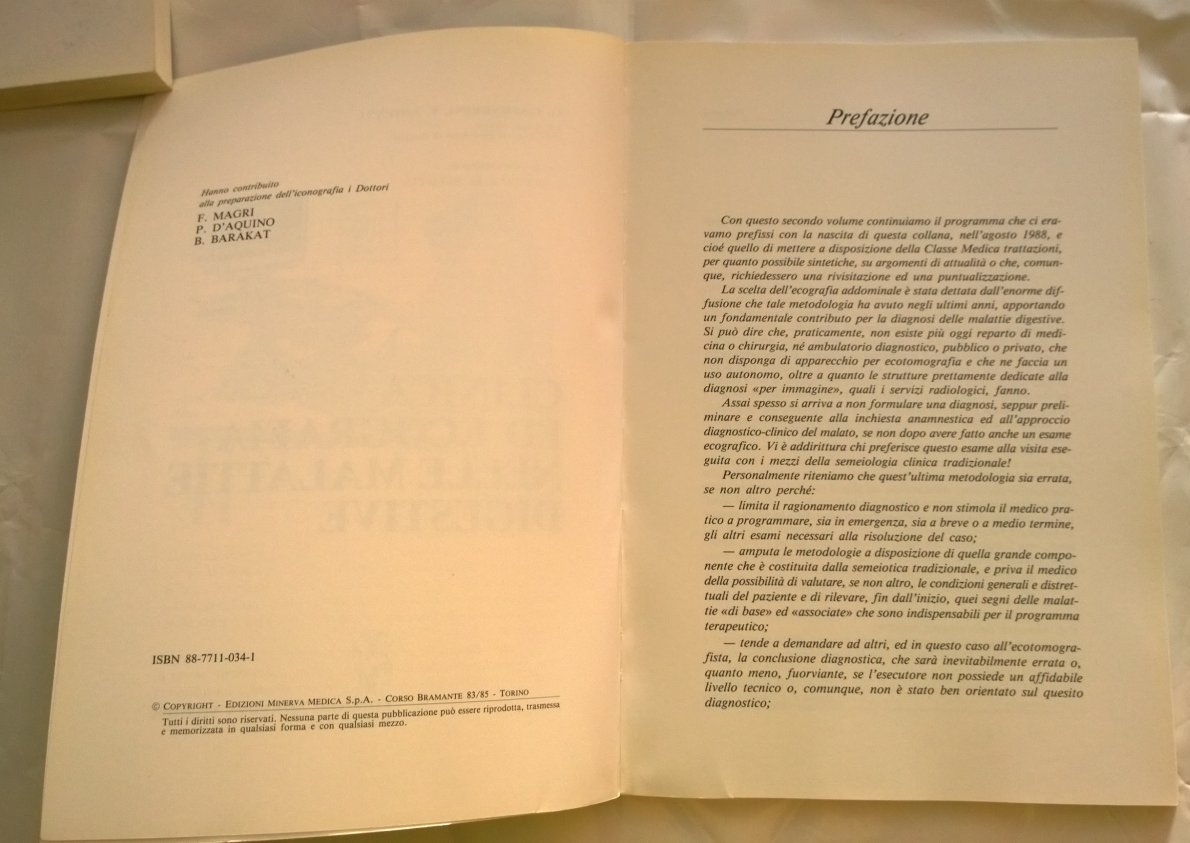 Hanno contribuito
alla preparazione dell'iconografia i Dottori
F. MAGRI
P. D'AQUINO
B. BARAKAT
ISBN 88-7711-034-1
© COPYRIGHT - EDIZIONI MINERVA MEDICA S.p.A. - CORSO BRAMANTE 83/85 - TORINO
Tutti i diritti sono riservati. Nessuna parte di questa pubblicazione può essere riprodotta, trasmessa
e memorizzata in qualsiasi forma e con qualsiasi mezzo.
Prefazione
Con questo secondo volume continuiamo il programma che ci era-
vamo prefissi con la nascita di questa collana, nell'agosto 1988, e
cioé quello di mettere a disposizione della Classe Medica trattazioni,
per quanto possibile sintetiche, su argomenti di attualità o che, comun-
que, richiedessero una rivisitazione ed una puntualizzazione.
La scelta dell'ecografia addominale è stata dettata dall'enorme dif-
fusione che tale metodologia ha avuto negli ultimi anni, apportando
un fondamentale contributo per la diagnosi delle malattie digestive.
Si può dire che, praticamente, non esiste più oggi reparto di medi-
cina o chirurgia, né ambulatorio diagnostico, pubblico o privato, che
non disponga di apparecchio per ecotomografia e che ne faccia un
uso autonomo, oltre a quanto le strutture prettamente dedicate alla
diagnosi «per immagine», quali i servizi radiologici, fanno.
Assai spesso si arriva a non formulare una diagnosi, seppur preli-
minare e conseguente alla inchiesta anamnestica ed all'approccio
diagnostico-clinico del malato, se non dopo avere fatto anche un esame
ecografico. Vi è addirittura chi preferisce questo esame alla visita ese-
guita con i mezzi della semeiologia clinica tradizionale!
Personalmente riteniamo che quest'ultima metodologia sia errata,
se non altro perché:
— limita il ragionamento diagnostico e non stimola il medico pra-
tico a programmare, sia in emergenza, sia a breve o a medio termine,
gli altri esami necessari alla risoluzione del caso;
— amputa le metodologie a disposizione di quella grande compo-
nente che è costituita dalla semeiotica tradizionale, e priva il medico
della possibilità di valutare, se non altro, le condizioni generali e distret-
tuali del paziente e di rilevare, fin dall'inizio, quei segni delle malat-
tie «di base» ed «associate» che sono indispensabili per il programma
terapeutico;
— tende a demandare ad altri, ed in questo caso all'ecotomogra-
fista, la conclusione diagnostica, che sarà inevitabilmente errata o,
quanto meno, fuorviante, se l'esecutore non possiede un affidabile
livello tecnico o, comunque, non è stato ben orientato sul quesito
diagnostico;